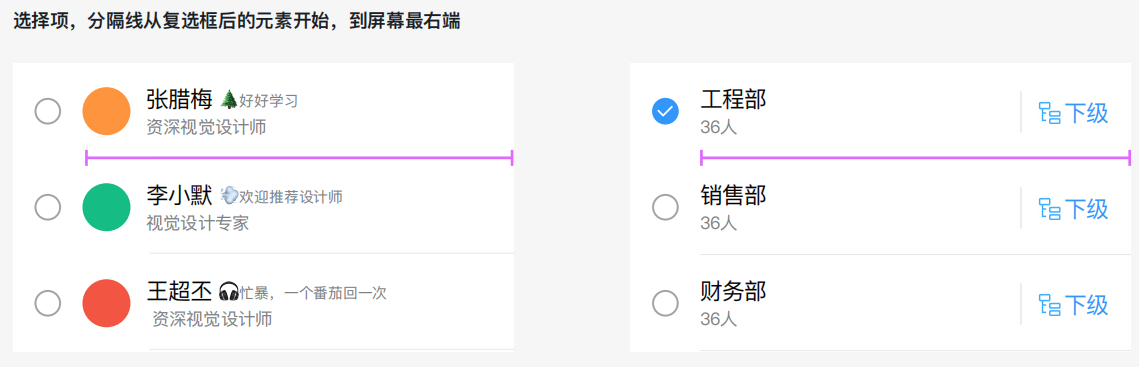 选择项，分隔线从复选框后的元素开始，到屏幕最右端
张腊梅 🌲好好学习
资深视觉设计师
李小默 💨欢迎推荐设计师
视觉设计专家
王超丕 🎧忙暴，一个番茄回一次
资深视觉设计师
工程部
36人
下级
销售部
36人
下级
财务部
36人
下级